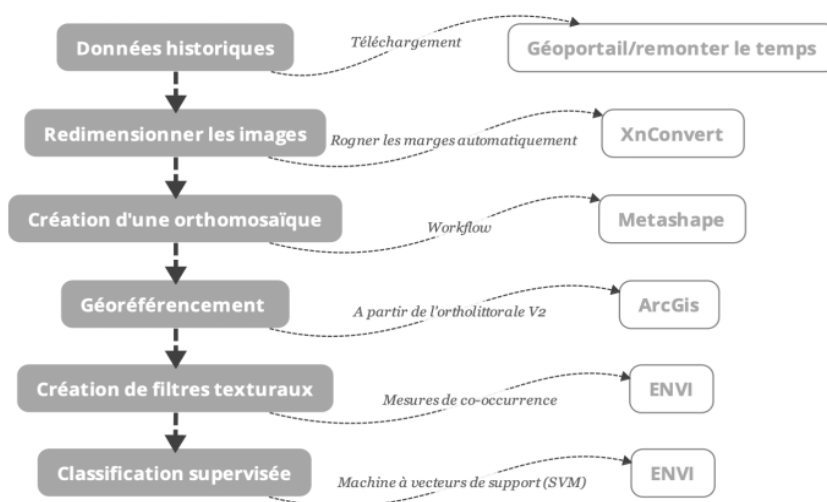 Données historiques
Téléchargement
Géoportail/remonter le temps
Redimensionner les images
Rogner les marges automatiquement
XnConvert
Création d'une orthomosaïque
Workflow
Metashape
Géoréférencement
A partir de l'ortholittorale V2
ArcGis
Création de filtres texturaux
Mesures de co-occurrence
ENVI
Classification supervisée
Machine à vecteurs de support (SVM)
ENVI